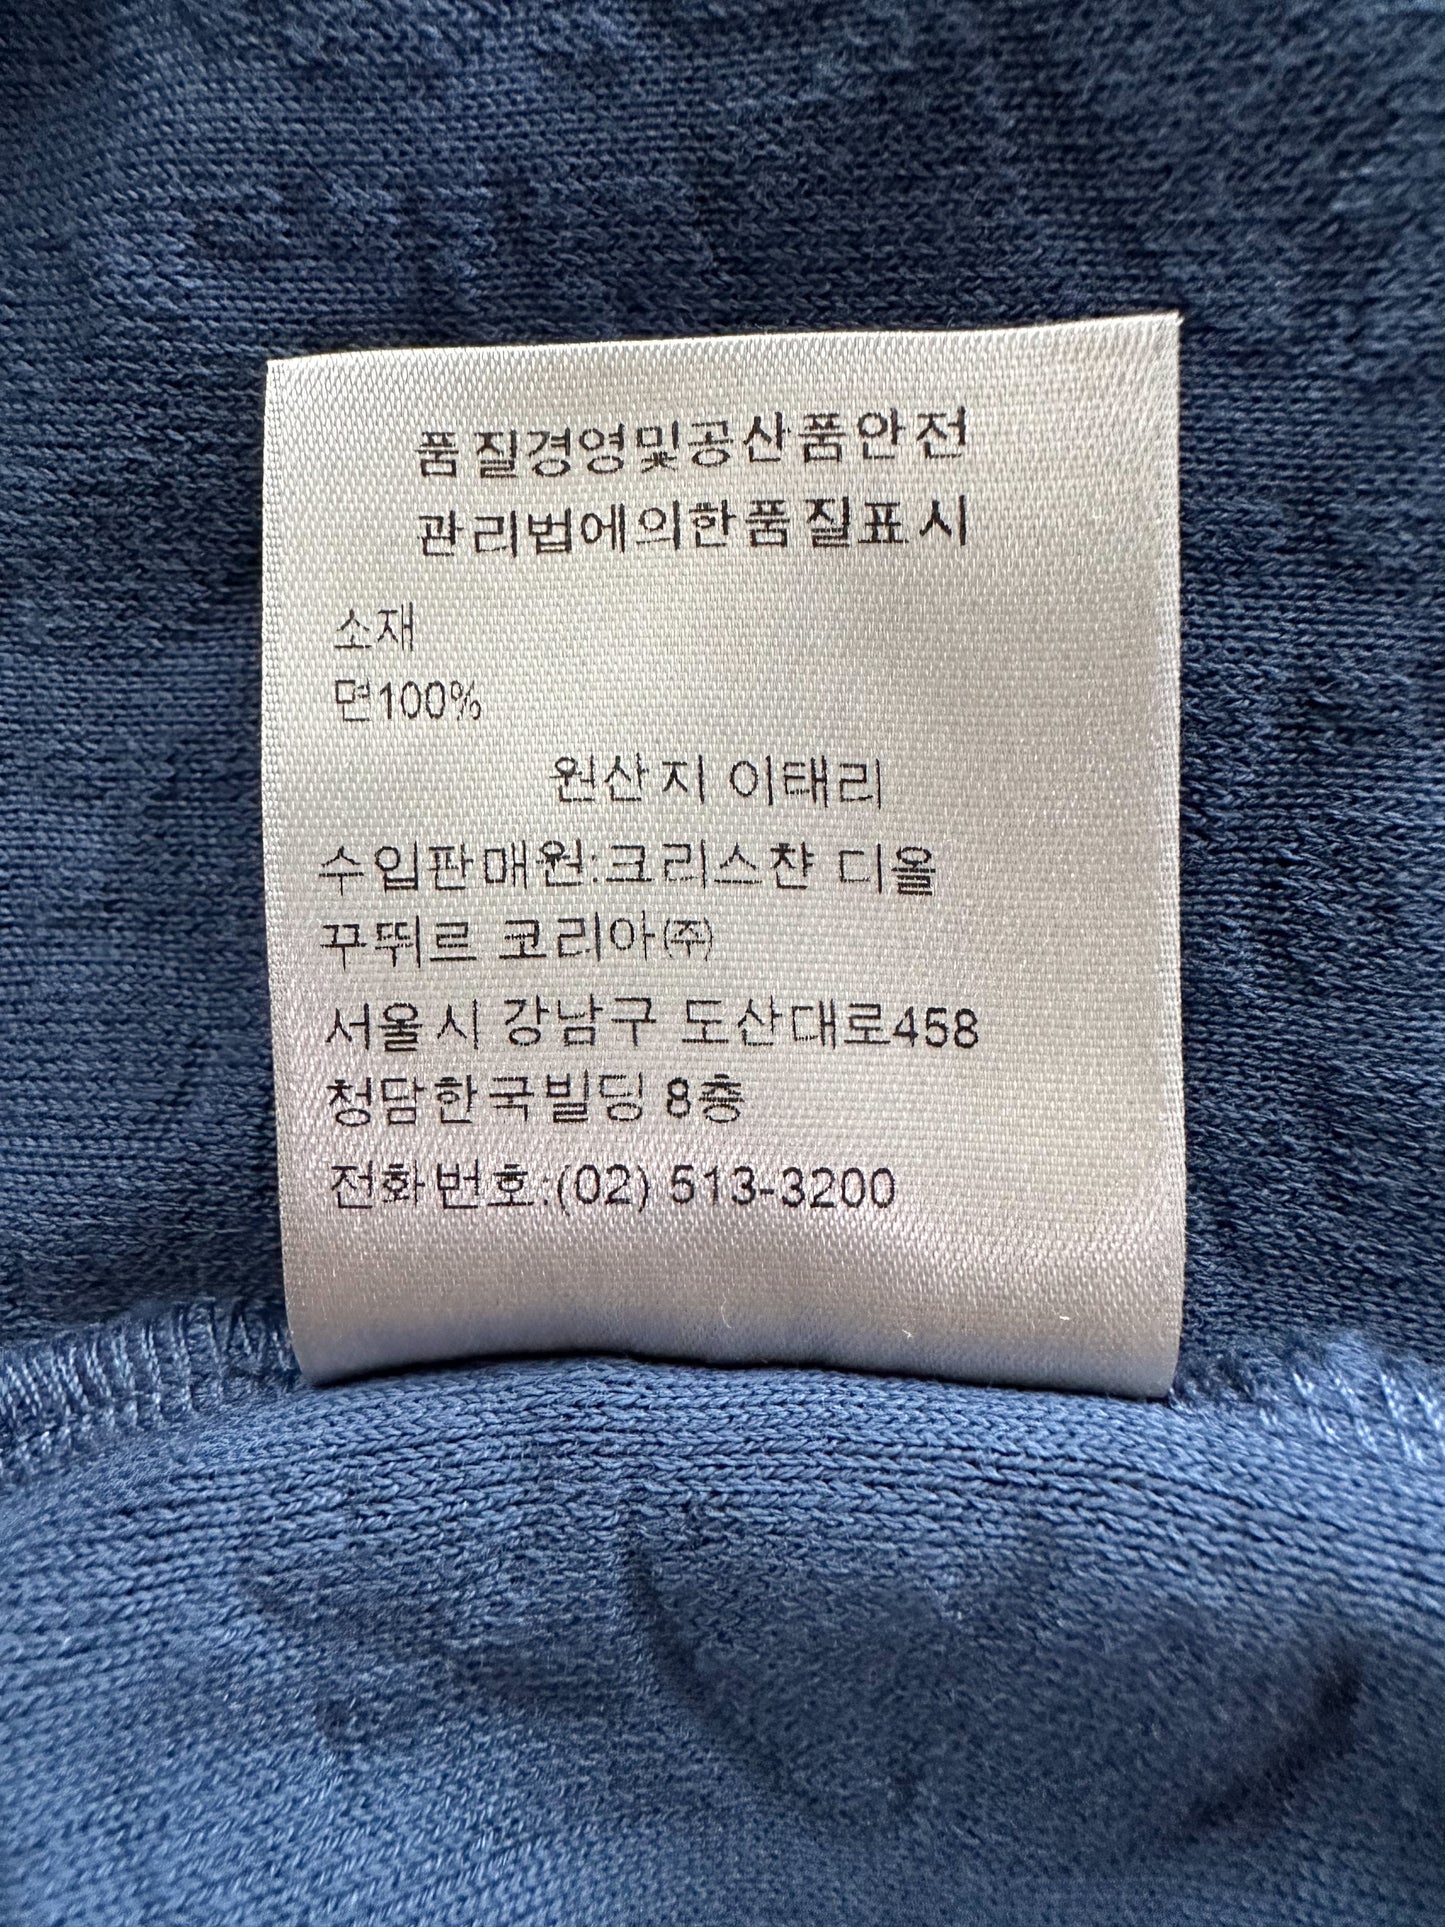 품질경영및공산품안전
관리법에의한품질표시
소재
면100%
원산지 이태리
수입판매원:크리스챤 디올
꾸뛰르 코리아㈜
서울시 강남구 도산대로458
청담한국빌딩 8층
전화번호:(02) 513-3200